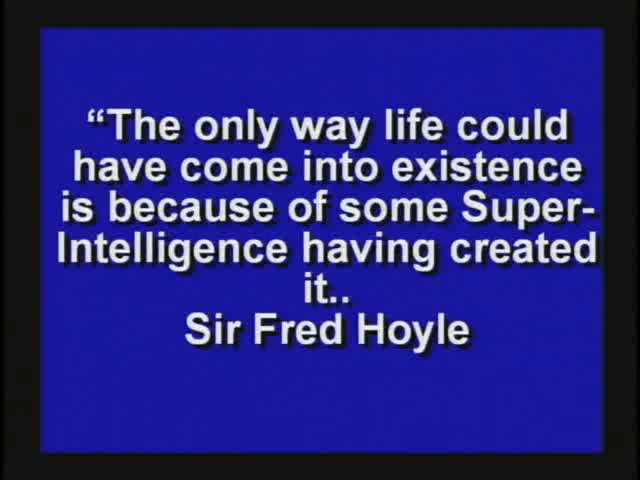 “The only way life could
have come into existence
is because of some Super-
Intelligence having created
it..
Sir Fred Hoyle